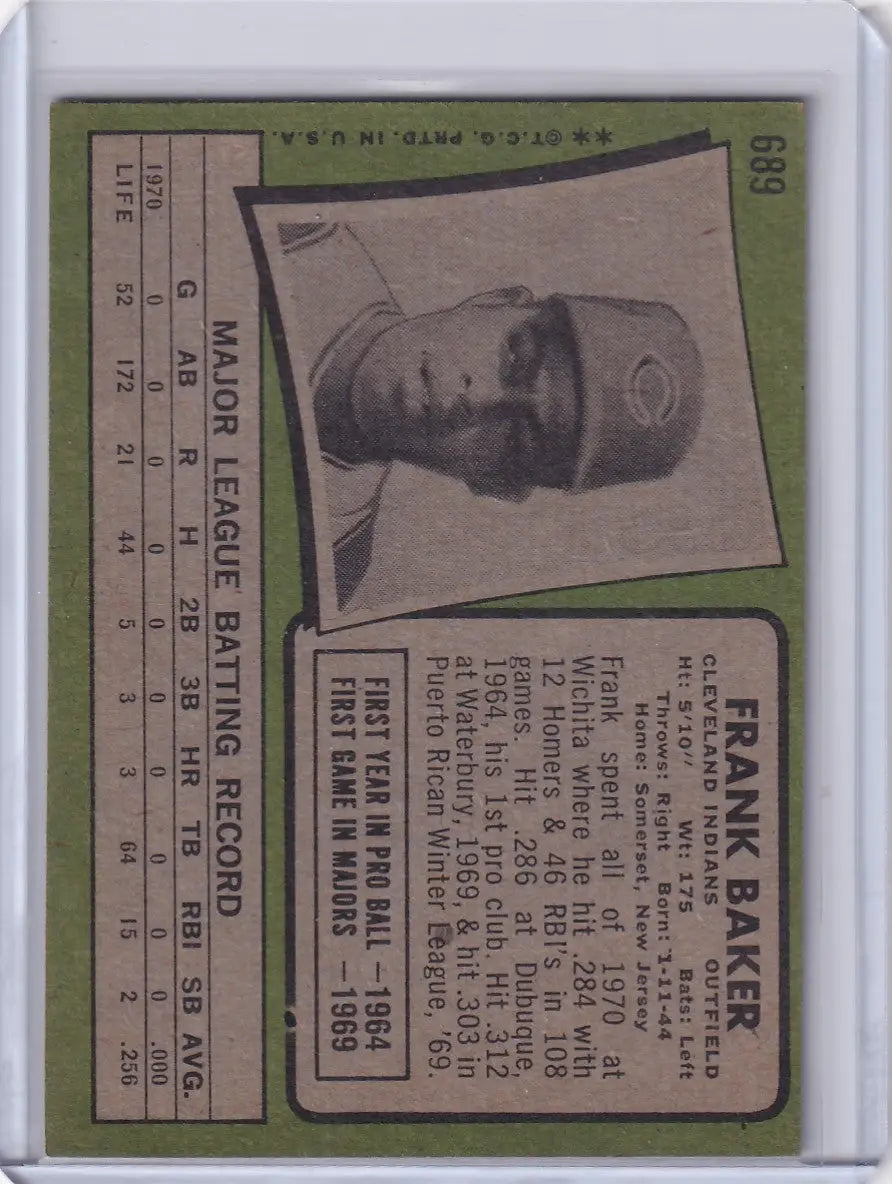 689
** ©T.C.G. PRTD. IN U.S.A.
C
FRANK BAKER
CLEVELAND INDIANS OUTFIELD
Ht: 5'10" Wt: 175 Bats: Left
Throws: Right Born: 1-11-44
Home: Somerset, New Jersey
Frank spent all of 1970 at
Wichita where he hit .284 with
12 Homers & 46 RBI's in 108
games. Hit .286 at Dubuque,
1964, his 1st pro club. Hit .312
at Waterbury, 1969, & hit .303 in
Puerto Rican Winter League, '69.
FIRST YEAR IN PRO BALL —1964
FIRST GAME IN MAJORS —1969
MAJOR LEAGUE BATTING RECORD
G AB R H 2B 3B HR TB RBI SB AVG.
1970 0 0 0 0 0 0 0 0 0 0 .000
LIFE 52 172 21 44 5 3 3 64 15 2 .256